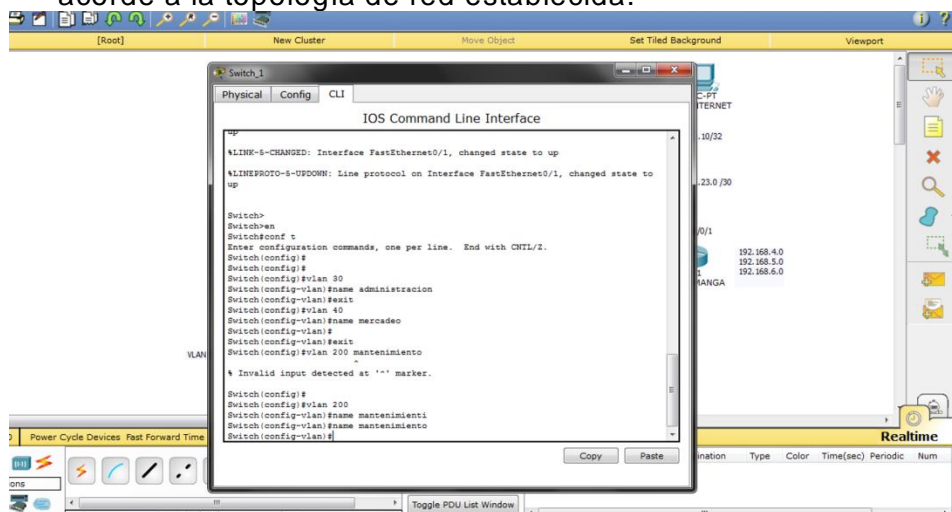 acorde a la topología de red establecida.
[Root] New Cluster Move Object Set Tiled Background Viewport
Switch_1
Physical Config CLI
IOS Command Line Interface
up
%LINK-5-CHANGED: Interface FastEthernet0/1, changed state to up
%LINEPROTO-5-UPDOWN: Line protocol on Interface FastEthernet0/1, changed state to
up
Switch>
Switch>en
Switch#conf t
Enter configuration commands, one per line. End with CNTL/Z.
Switch(config)#
Switch(config)#
Switch(config)#vlan 30
Switch(config-vlan)#name administracion
Switch(config-vlan)#exit
Switch(config)#vlan 40
Switch(config-vlan)#name mercadeo
Switch(config-vlan)#
Switch(config-vlan)#exit
Switch(config)#vlan 200 mantenimiento
^
% Invalid input detected at '^' marker.
Switch(config)#
Switch(config)#vlan 200
Switch(config-vlan)#name mantenimienti
Switch(config-vlan)#name mantenimiento
Switch(config-vlan)#
Copy Paste
C-PT
TERNET
.10/32
.23.0 /30
/0/1
192.168.4.0
192.168.5.0
192.168.6.0
1
MANGA
VLAN
Power Cycle Devices Fast Forward Time
Realtime
ination Type Color Time(sec) Periodic Num
ons
Toggle PDU List Window